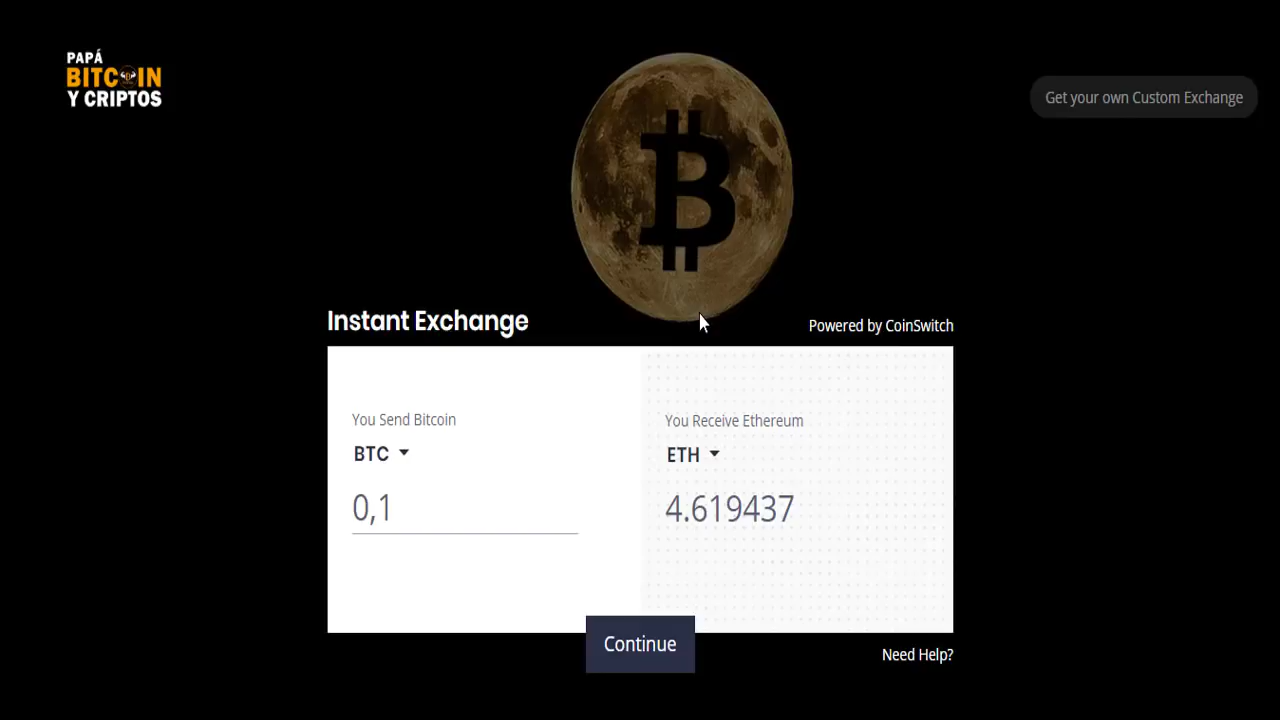 PAPÁ
BITCOIN
Y CRIPTOS
Get your own Custom Exchange
Instant Exchange
Powered by CoinSwitch
You Send Bitcoin
You Receive Ethereum
BTC
ETH
0,1
4.619437
Continue
Need Help?